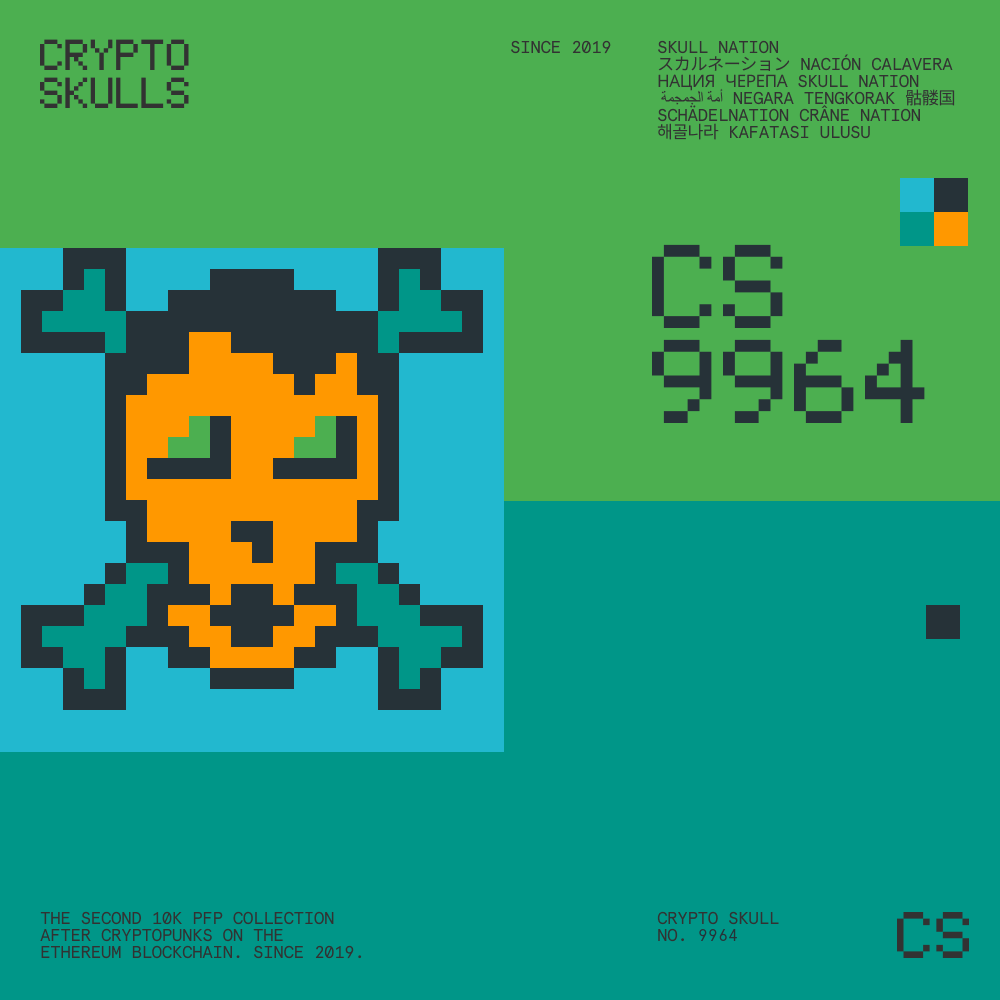 CRYPTO
SKULLS
SINCE 2019
SKULL NATION
スカルネーション NACIÓN CALAVERA
НАЦИЯ ЧЕРЕПА SKULL NATION
أمة الجمجمة NEGARA TENGKORAK 骷髅国
SCHÄDELNATION CRÂNE NATION
해골나라 KAFATASI ULUSU
CS
9964
THE SECOND 10K PFP COLLECTION
AFTER CRYPTOPUNKS ON THE
ETHEREUM BLOCKCHAIN. SINCE 2019.
CRYPTO SKULL
NO. 9964
CS